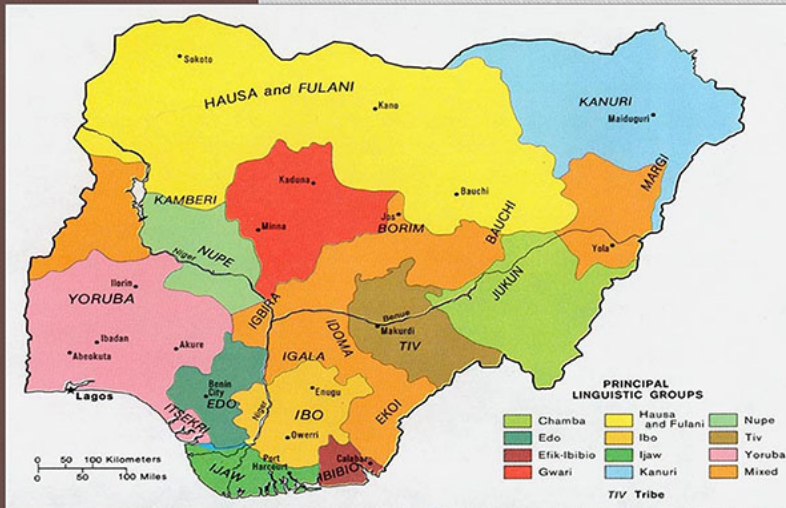 Sokoto
HAUSA and FULANI
Kano
KANURI
Maiduguri
MARGI
Kaduna
KAMBERI
Bauchi
BAUCHI
Minna
Jos
BORIM
Yola
NUPE
Niger
JUKUN
Ilorin
YORUBA
IGBIRA
Benue
Makurdi
IDOMA
TIV
Ibadan
Abeokuta
Akure
IGALA
Lagos
Benin
City
EDO
Enugu
IBO
Niger
EKOI
ITSEKRI
Owerri
Port
Harcourt
Calabar
IJAW
IBIBIO
0 50 100 Kilometers
0 50 100 Miles
PRINCIPAL
LINGUISTIC GROUPS
Chamba
Edo
Efik-Ibibio
Gwari
Hausa
and Fulani
Ibo
Ijaw
Kanuri
Nupe
Tiv
Yoruba
Mixed
TIV Tribe